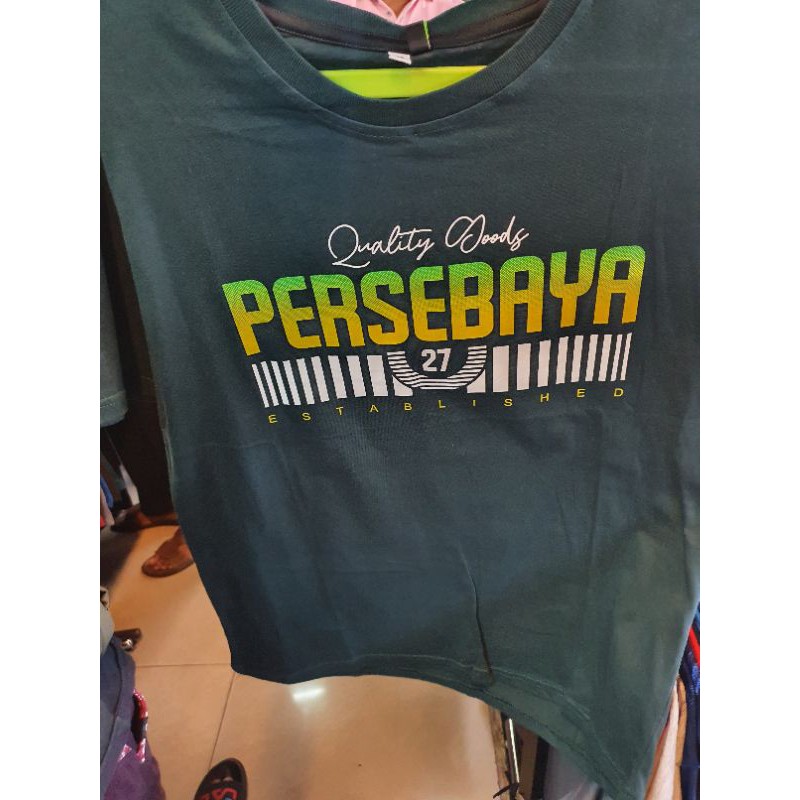 Quality Goods
PERSEBAYA
27
ESTABLISHED